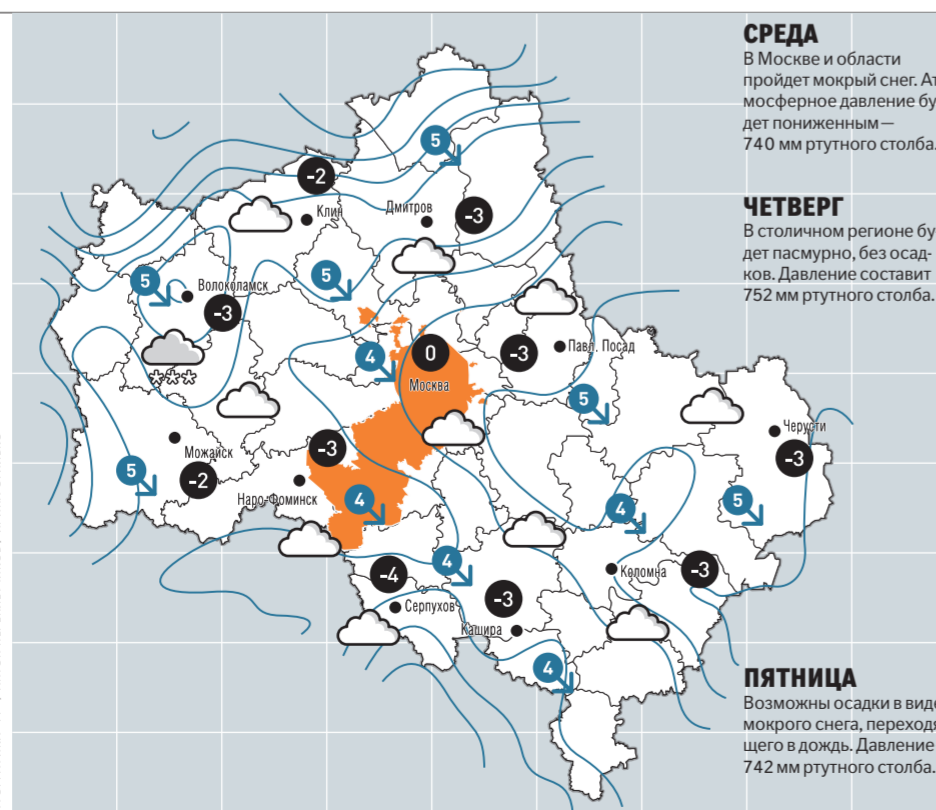 СРЕДА
В Москве и области
пройдет мокрый снег. Ат
мосферное давление бу
дет пониженным —
740 мм ртутного столба.
ЧЕТВЕРГ
В столичном регионе бу
дет пасмурно, без осад-
ков. Давление составит
752 мм ртутного столба.
ПЯТНИЦА
Возможны осадки в виде
мокрого снега, переходя
щего в дождь. Давление
742 мм ртутного столба.
5
-2
Клин
Дмитров
-3
5
Волоколамск
-3
5
4
0
Москва
-3
Павл. Посад
5
Черусти
-3
Можайск
-2
5
-3
Наро-Фоминск
4
4
5
-4
4
Серпухов
-3
Кашира
Коломна
-3
4